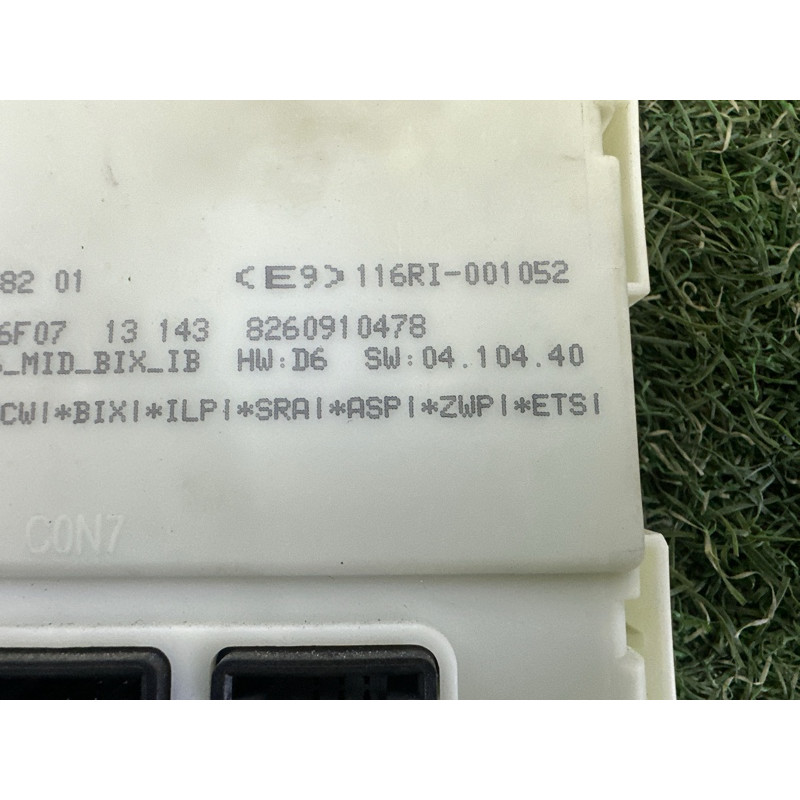 82 01 <E9> 116RI-001052
6F07 13 143 8260910478
_MID_BIX_IB HW:D6 SW:04.104.40
CW|*BIX|*ILP|*SRA|*ASP|*ZWP|*ETS|
CON7